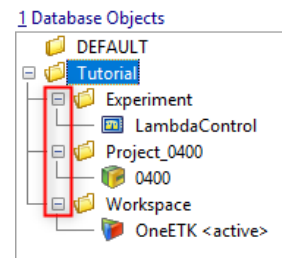 1 Database Objects
DEFAULT
Tutorial
Experiment
LambdaControl
Project_0400
0400
Workspace
OneETK <active>